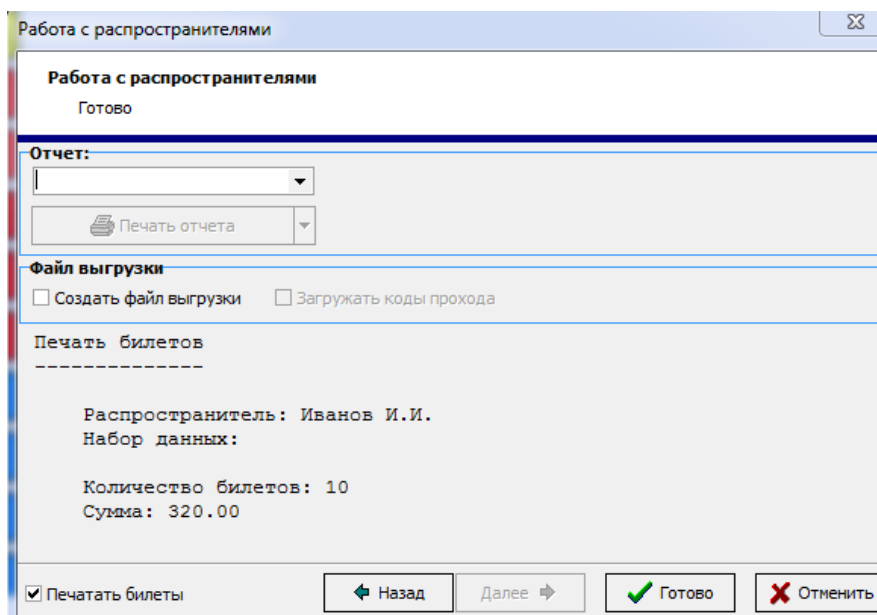 Работа с распространителями
Работа с распространителями
Готово
Отчет:
Печать отчета
Файл выгрузки
Создать файл выгрузки Загружать коды прохода
Печать билетов
--------------
Распространитель: Иванов И.И.
Набор данных:
Количество билетов: 10
Сумма: 320.00
Печатать билеты Назад Далее Готово Отменить